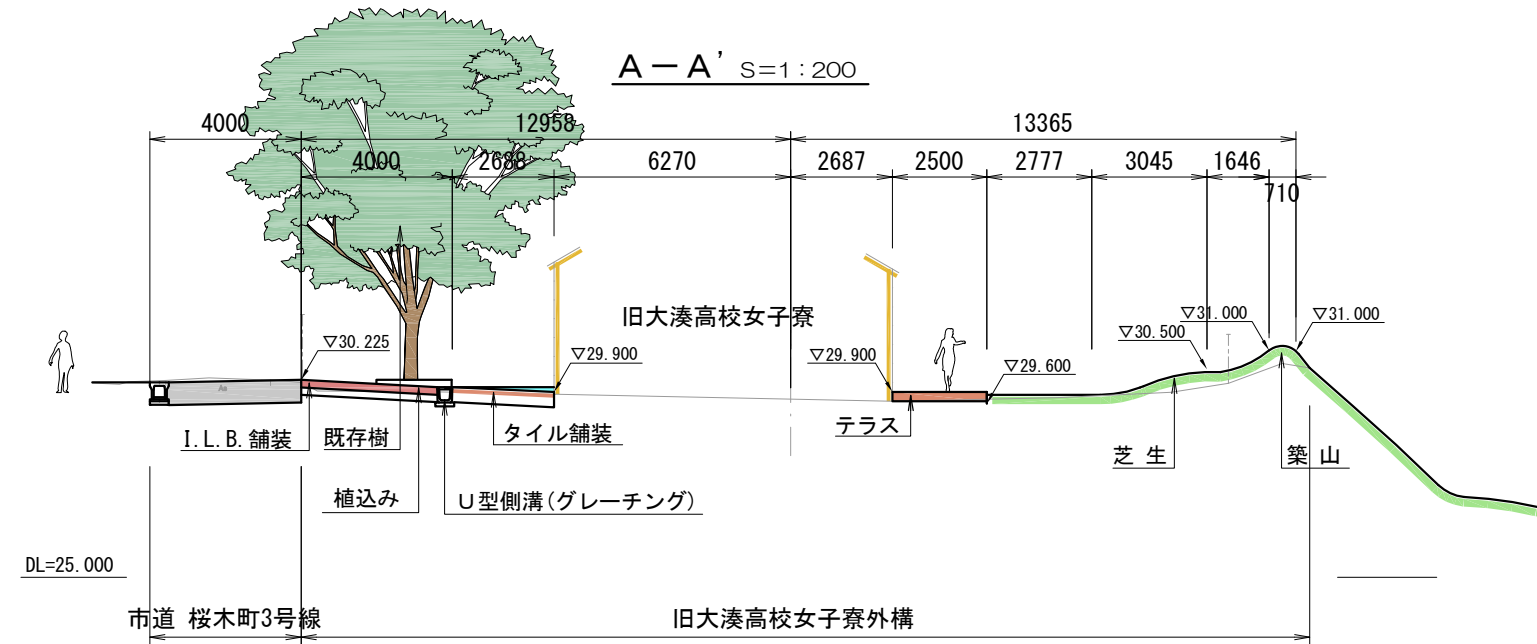 A－A' S=1:200
4000
12958
13365
4000
2688
6270
2687
2500
2777
3045
1646
710
旧大湊高校女子寮
▽30.225
▽29.900
▽29.900
▽29.600
▽30.500
▽31.000
▽31.000
I.L.B.舗装
既存樹
タイル舗装
テラス
芝 生
築 山
植込み
U型側溝(グレーチング)
DL=25.000
市道 桜木町3号線
旧大湊高校女子寮外構